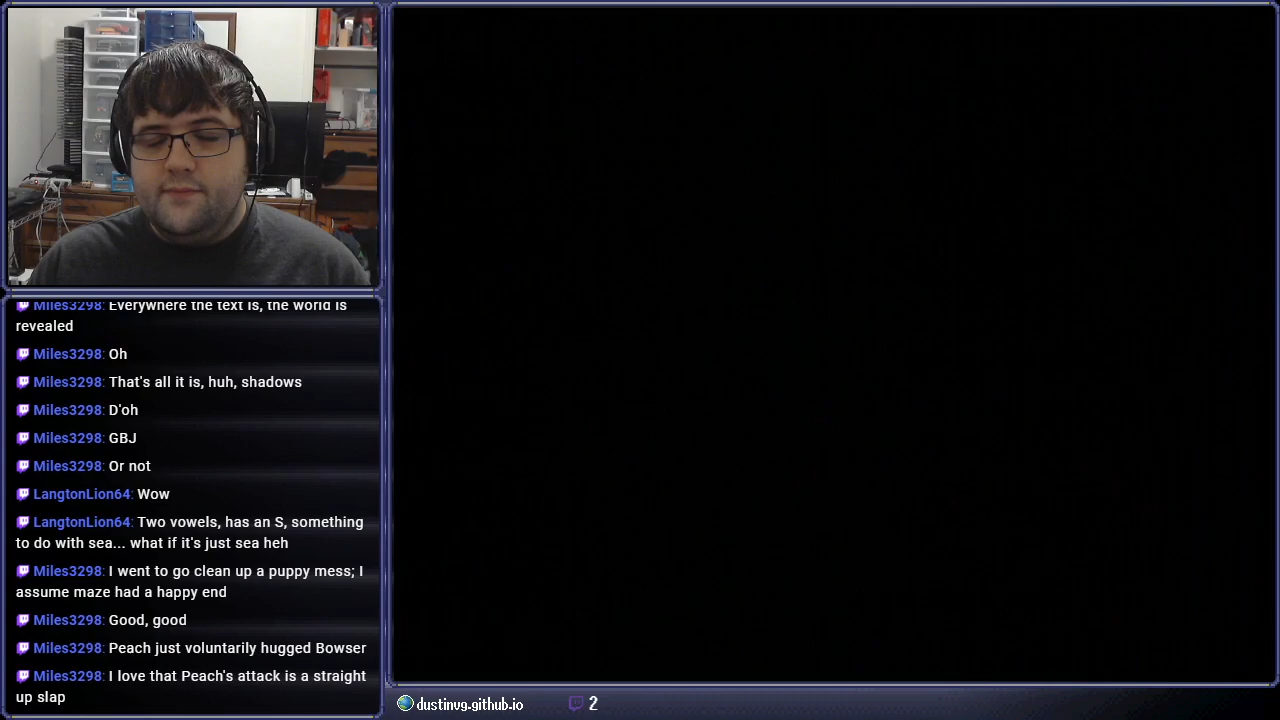 Miles3298: Everywhere the text is, the world is
revealed
Miles3298: Oh
Miles3298: That's all it is, huh, shadows
Miles3298: D'oh
Miles3298: GBJ
Miles3298: Or not
LangtonLion64: Wow
LangtonLion64: Two vowels, has an S, something
to do with sea... what if it's just sea heh
Miles3298: I went to go clean up a puppy mess; I
assume maze had a happy end
Miles3298: Good, good
Miles3298: Peach just voluntarily hugged Bowser
Miles3298: I love that Peach's attack is a straight
up slap
dustinvg.github.io
2